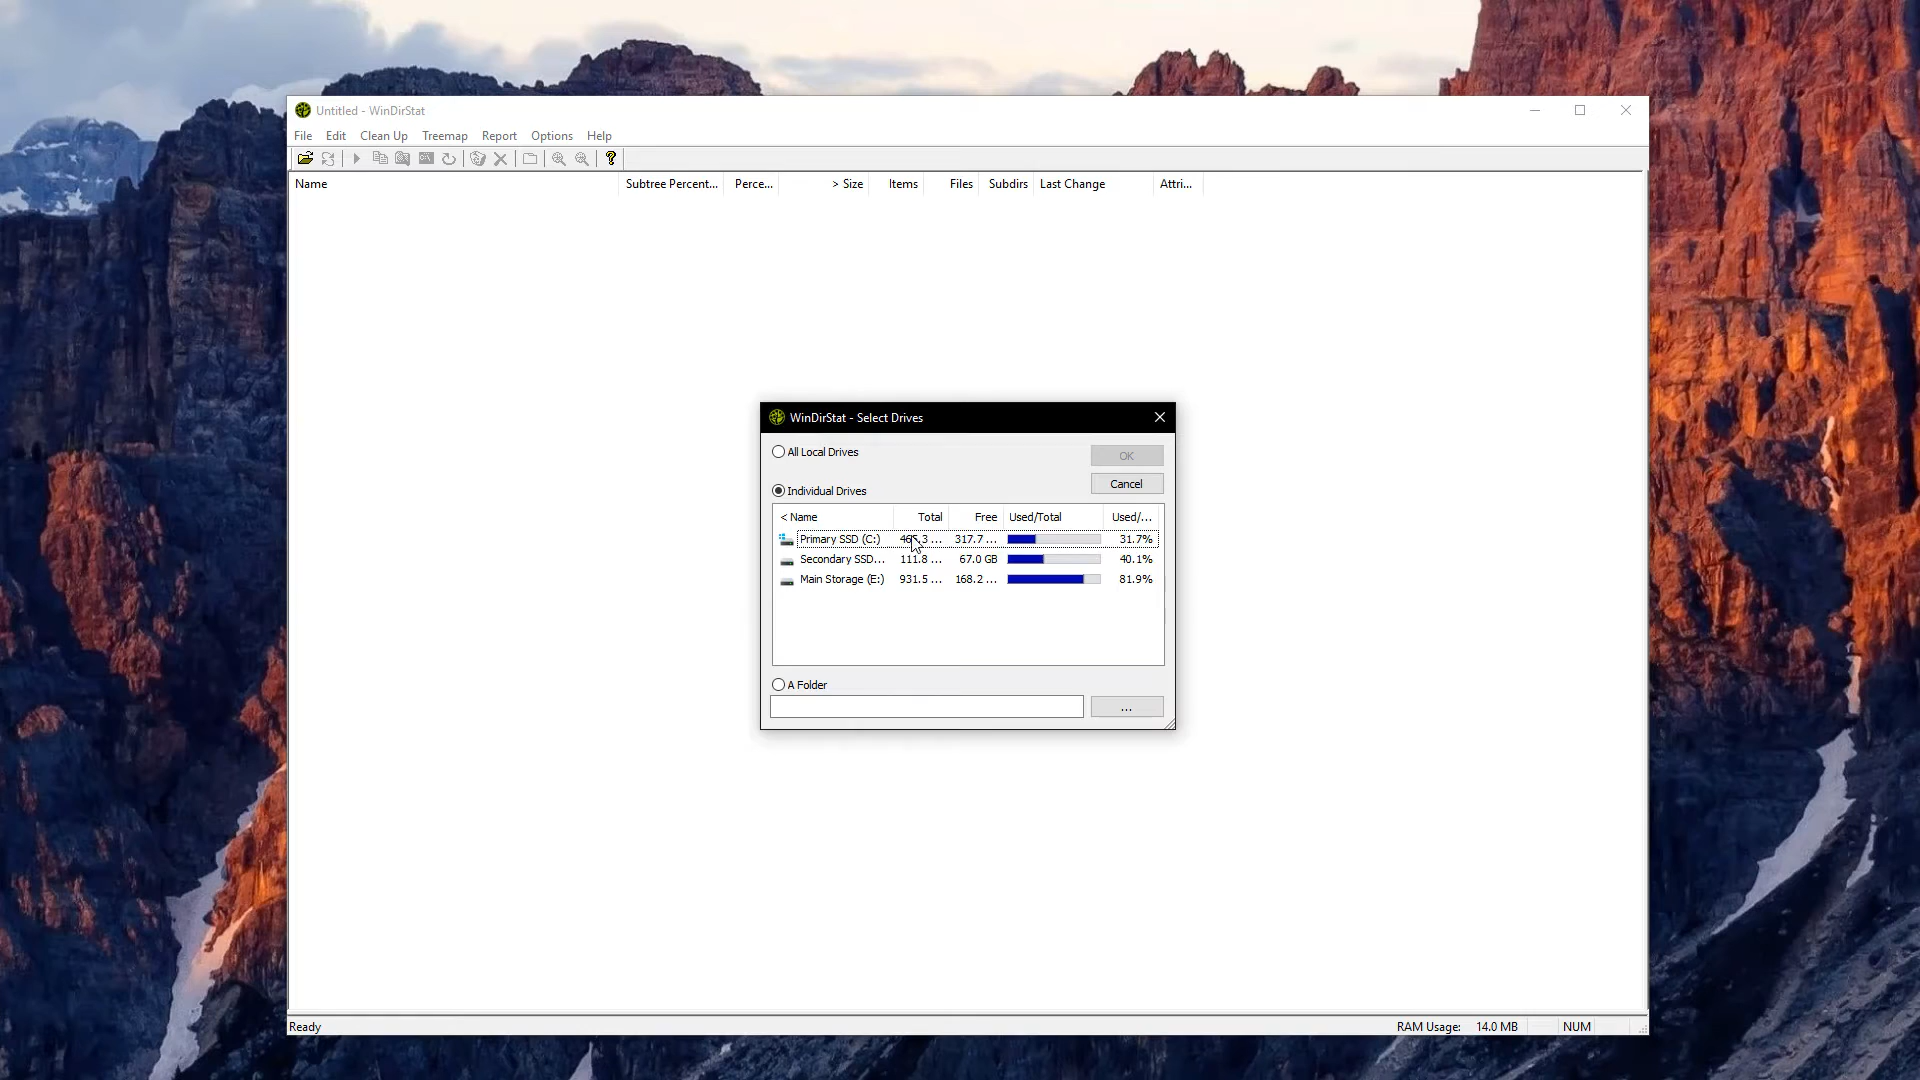 Untitled - WinDirStat
File Edit Clean Up Treemap Report Options Help
Name Subtree Percent... Perce... > Size Items Files Subdirs Last Change Attri...
WinDirStat - Select Drives
All Local Drives
OK
Cancel
Individual Drives
< Name Total Free Used/Total Used/...
Primary SSD (C:) 317.7 ... 31.7%
Secondary SSD... 111.8 ... 67.0 GB 40.1%
Main Storage (E:) 931.5 ... 168.2 ... 81.9%
A Folder
...
Ready RAM Usage: 14.0 MB NUM